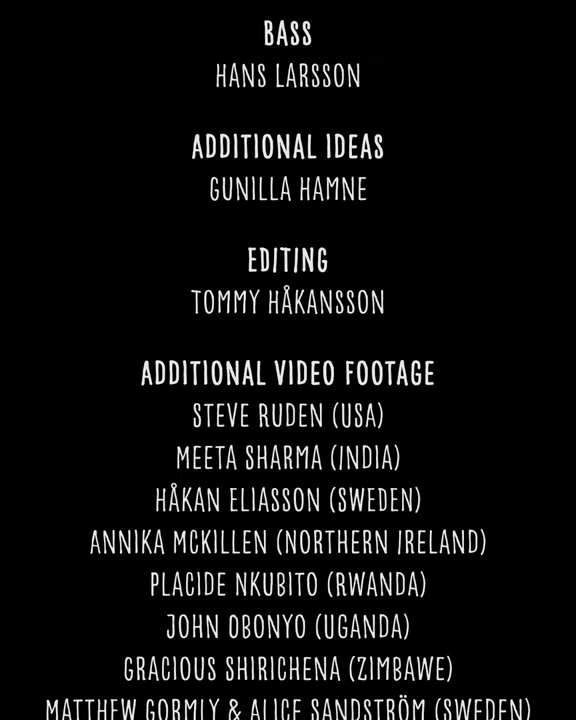 BASS
HANS LARSSON
ADDITIONAL IDEAS
GUNILLA HAMNE
EDITING
TOMMY HÅKANSSON
ADDITIONAL VIDEO FOOTAGE
STEVE RUDEN (USA)
MEETA SHARMA (INDIA)
HÅKAN ELIASSON (SWEDEN)
ANNIKA MCKILLEN (NORTHERN IRELAND)
PLACIDE NKUBITO (RWANDA)
JOHN OBONYO (UGANDA)
GRACIOUS SHIRICHENA (ZIMBAWE)
MATTHEW GORMLY & ALICE SANDSTRÖM (SWEDEN)